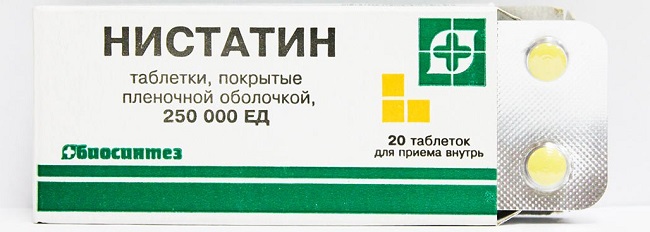 НИСТАТИН
таблетки, покрытые
пленочной оболочкой,
250 000 ЕД
биосинтез
20 таблеток
для приема внутрь